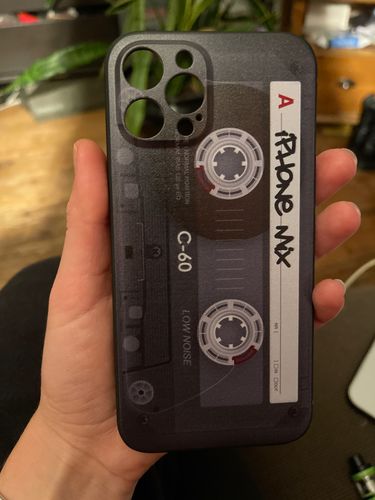 A
iPHONE MIX
C-60
LOW NOISE